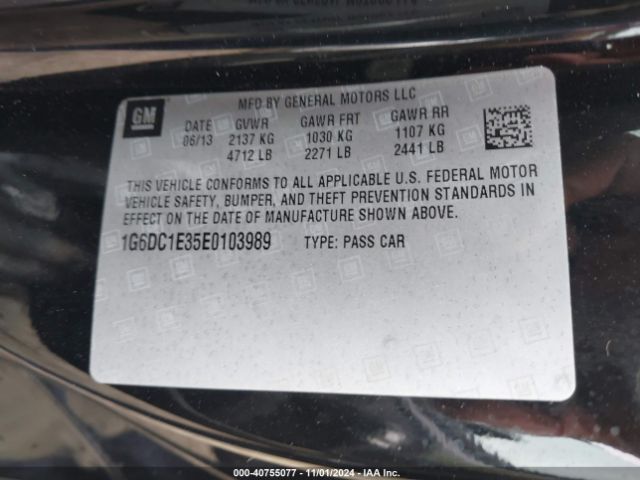 MFD BY GENERAL MOTORS LLC
GM
DATE GVWR GAWR FRT GAWR RR
06/13 2137 KG 1030 KG 1107 KG
4712 LB 2271 LB 2441 LB
THIS VEHICLE CONFORMS TO ALL APPLICABLE U.S. FEDERAL MOTOR
VEHICLE SAFETY, BUMPER, AND THEFT PREVENTION STANDARDS IN
EFFECT ON THE DATE OF MANUFACTURE SHOWN ABOVE.
1G6DC1E35E0103989 TYPE: PASS CAR
000-40755077 - 11/01/2024 - IAA Inc.